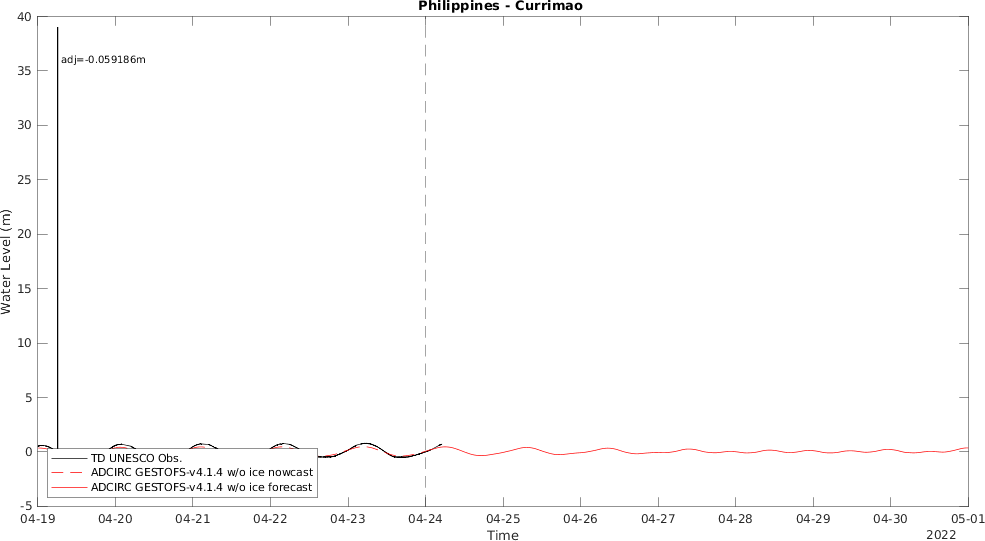 Philippines - Currimao
40
35
30
25
20
15
10
5
0
-5
Water Level (m)
adj=-0.059186m
TD UNESCO Obs.
ADCIRC GESTOFS-v4.1.4 w/o ice nowcast
ADCIRC GESTOFS-v4.1.4 w/o ice forecast
04-19 04-20 04-21 04-22 04-23 04-24 04-25 04-26 04-27 04-28 04-29 04-30 05-01
Time
2022